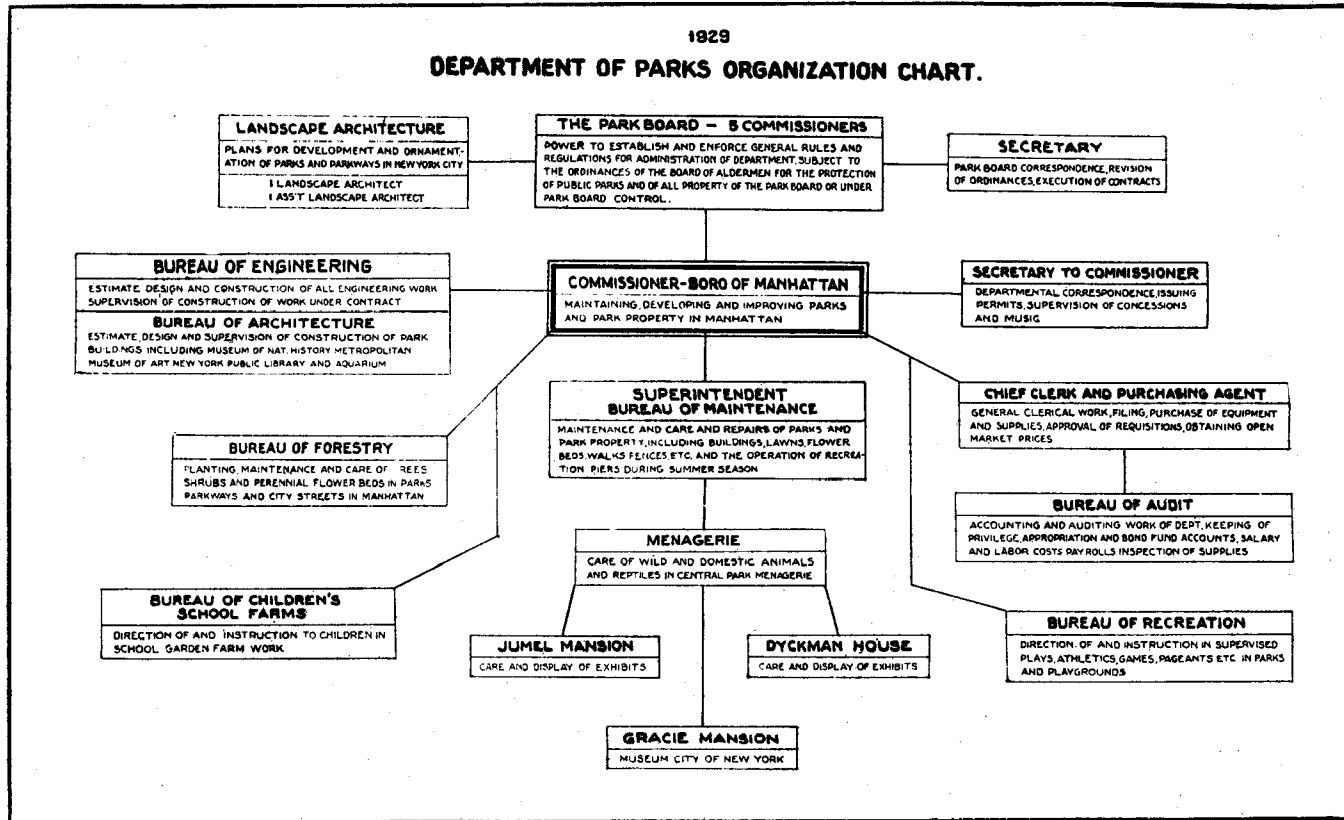 1929
DEPARTMENT OF PARKS ORGANIZATION CHART.
LANDSCAPE ARCHITECTURE
PLANS FOR DEVELOPMENT AND ORNAMENT-
ATION OF PARKS AND PARKWAYS IN NEW YORK CITY
1 LANDSCAPE ARCHITECT
1 ASS'T LANDSCAPE ARCHITECT
THE PARK BOARD - 5 COMMISSIONERS
POWER TO ESTABLISH AND ENFORCE GENERAL RULES AND
REGULATIONS FOR ADMINISTRATION OF DEPARTMENT, SUBJECT TO
THE ORDINANCES OF THE BOARD OF ALDERMEN FOR THE PROTECTION
OF PUBLIC PARKS AND OF ALL PROPERTY OF THE PARK BOARD OR UNDER
PARK BOARD CONTROL.
SECRETARY
PARK BOARD CORRESPONDENCE, REVISION
OF ORDINANCES, EXECUTION OF CONTRACTS
BUREAU OF ENGINEERING
ESTIMATE DESIGN AND CONSTRUCTION OF ALL ENGINEERING WORK
SUPERVISION OF CONSTRUCTION OF WORK UNDER CONTRACT
BUREAU OF ARCHITECTURE
ESTIMATE, DESIGN AND SUPERVISION OF CONSTRUCTION OF PARK
BUILDINGS INCLUDING MUSEUM OF NAT. HISTORY METROPOLITAN
MUSEUM OF ART NEW YORK PUBLIC LIBRARY AND AQUARIUM
COMMISSIONER-BORO OF MANHATTAN
MAINTAINING, DEVELOPING AND IMPROVING PARKS
AND PARK PROPERTY IN MANHATTAN
SECRETARY TO COMMISSIONER
DEPARTMENTAL CORRESPONDENCE, ISSUING
PERMITS, SUPERVISION OF CONCESSIONS
AND MUSIC
SUPERINTENDENT
BUREAU OF MAINTENANCE
MAINTENANCE AND CARE AND REPAIRS OF PARKS AND
PARK PROPERTY, INCLUDING BUILDINGS, LAWNS, FLOWER
BEDS, WALKS FENCES, ETC. AND THE OPERATION OF RECREA-
TION PIERS DURING SUMMER SEASON
CHIEF CLERK AND PURCHASING AGENT
GENERAL CLERICAL WORK, FILING, PURCHASE OF EQUIPMENT
AND SUPPLIES, APPROVAL OF REQUISITIONS, OBTAINING OPEN
MARKET PRICES
BUREAU OF FORESTRY
PLANTING, MAINTENANCE AND CARE OF REES
SHRUBS AND PERENNIAL FLOWER BEDS IN PARKS
PARKWAYS AND CITY STREETS IN MANHATTAN
BUREAU OF AUDIT
ACCOUNTING AND AUDITING WORK OF DEPT, KEEPING OF
PRIVILEGE, APPROPRIATION AND BOND FUND ACCOUNTS, SALARY
AND LABOR COSTS PAYROLLS INSPECTION OF SUPPLIES
MENAGERIE
CARE OF WILD AND DOMESTIC ANIMALS
AND REPTILES IN CENTRAL PARK MENAGERIE
BUREAU OF CHILDREN'S
SCHOOL FARMS
DIRECTION OF AND INSTRUCTION TO CHILDREN IN
SCHOOL GARDEN FARM WORK
JUMEL MANSION
CARE AND DISPLAY OF EXHIBITS
DYCKMAN HOUSE
CARE AND DISPLAY OF EXHIBITS
BUREAU OF RECREATION
DIRECTION OF AND INSTRUCTION IN SUPERVISED
PLAYS, ATHLETICS, GAMES, PAGEANTS ETC IN PARKS
AND PLAYGROUNDS
GRACIE MANSION
MUSEUM CITY OF NEW YORK